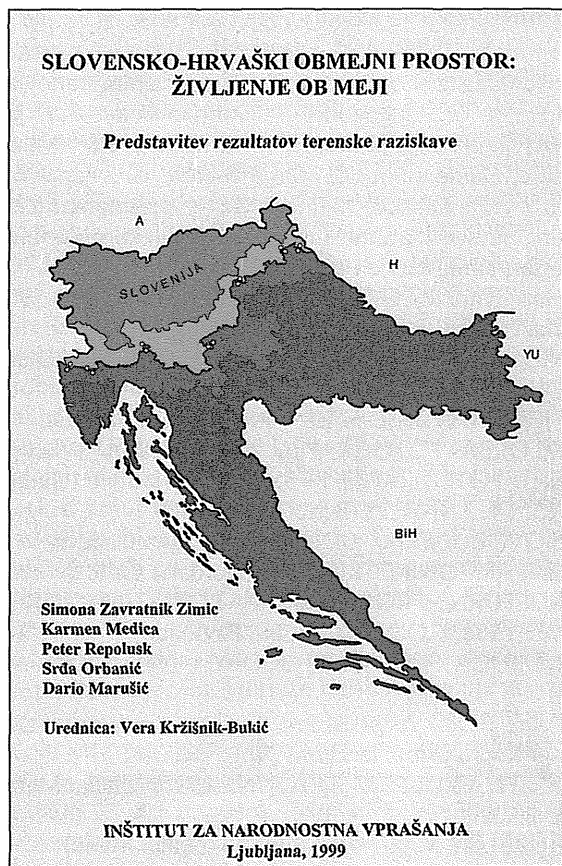 SLOVENSKO-HRVAŠKI OBMEJNI PROSTOR:
ŽIVLJENJE OB MEJI
Predstavitev rezultatov terenske raziskave
A
H
SLOVENIJA
YU
BiH
Simona Zavratnik Zimic
Karmen Medica
Peter Repolusk
Srđa Orbanić
Dario Marušić
Urednica: Vera Kržišnik-Bukić
INŠTITUT ZA NARODNOSTNA VPRAŠANJA
Ljubljana, 1999